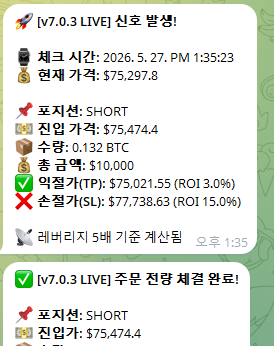 🚀 [v7.0.3 LIVE] 신호 발생!
⌚ 체크 시간: 2026. 5. 27. PM 1:35:23
💰 현재 가격: $75,297.8
📌 포지션: SHORT
💵 진입 가격: $75,474.4
📦 수량: 0.132 BTC
💰 총 금액: $10,000
✅ 익절가(TP): $75,021.55 (ROI 3.0%)
❌ 손절가(SL): $77,738.63 (ROI 15.0%)
📡 레버리지 5배 기준 계산됨
오후 1:35
✅ [v7.0.3 LIVE] 주문 전량 체결 완료!
📌 포지션: SHORT
💵 진입가: $75,474.4